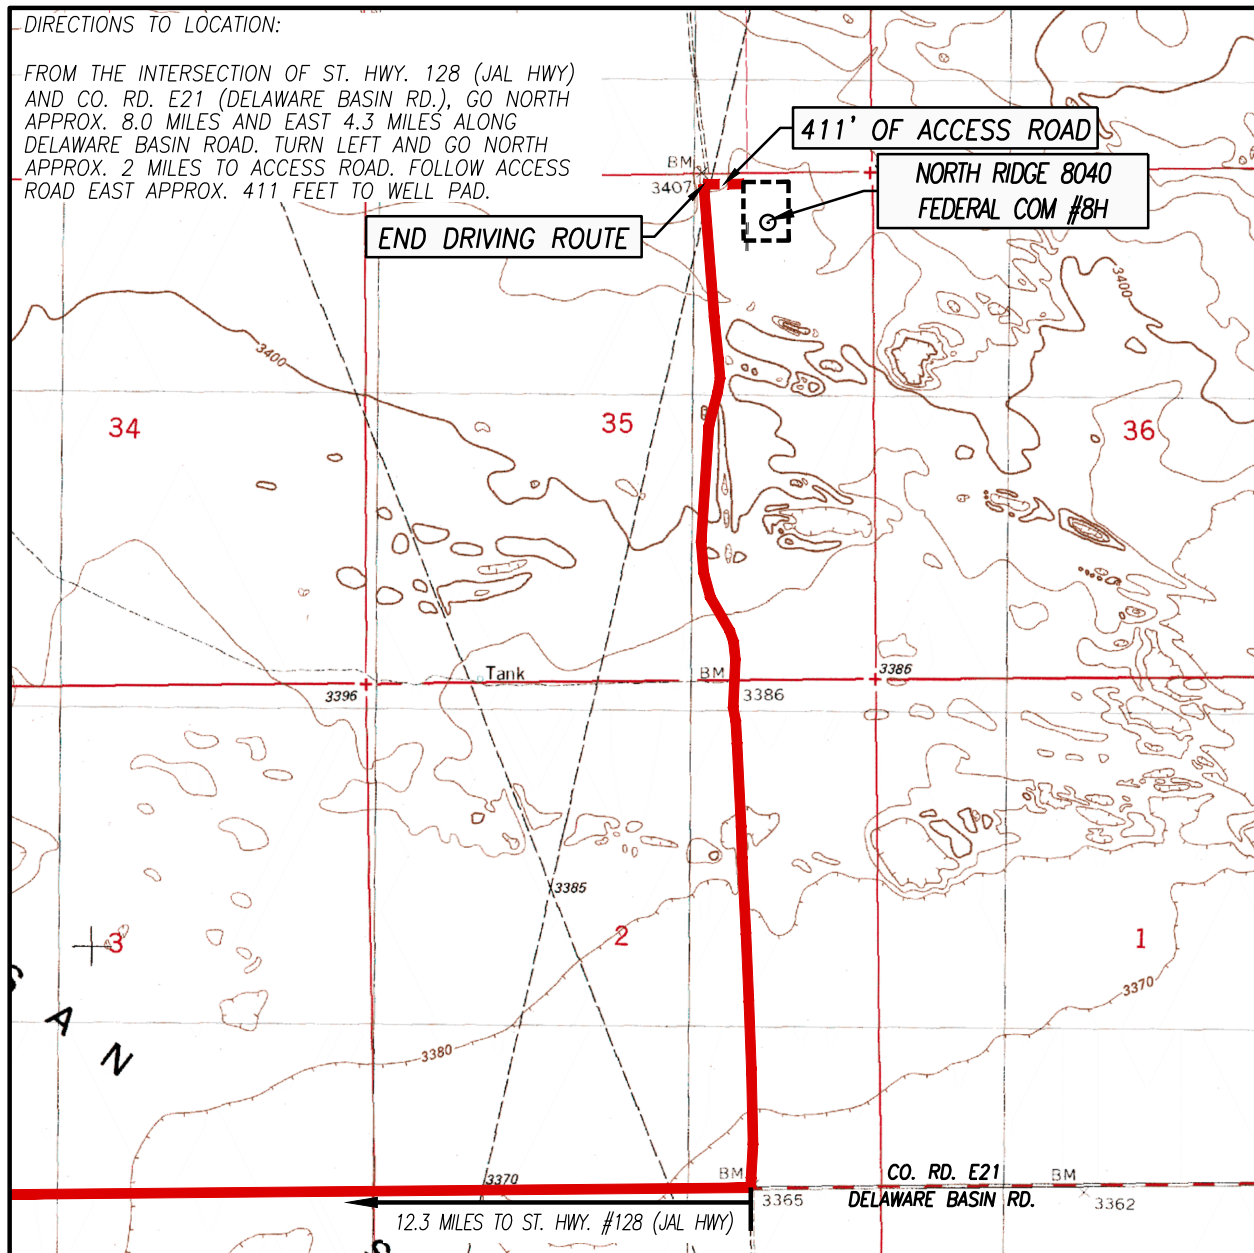 DIRECTIONS TO LOCATION:
FROM THE INTERSECTION OF ST. HWY. 128 (JAL HWY)
AND CO. RD. E21 (DELAWARE BASIN RD.), GO NORTH
APPROX. 8.0 MILES AND EAST 4.3 MILES ALONG
DELAWARE BASIN ROAD. TURN LEFT AND GO NORTH
APPROX. 2 MILES TO ACCESS ROAD. FOLLOW ACCESS
ROAD EAST APPROX. 411 FEET TO WELL PAD.
411' OF ACCESS ROAD
BM
3407
NORTH RIDGE 8040
FEDERAL COM #8H
END DRIVING ROUTE
3400
3400
34
35
36
Tank
BM
3386
3396
3386
3385
3
2
1
S
A
N
3370
3380
3370
BM
CO. RD. E21
BM
DELAWARE BASIN RD.
3365
3362
12.3 MILES TO ST. HWY. #128 (JAL HWY)